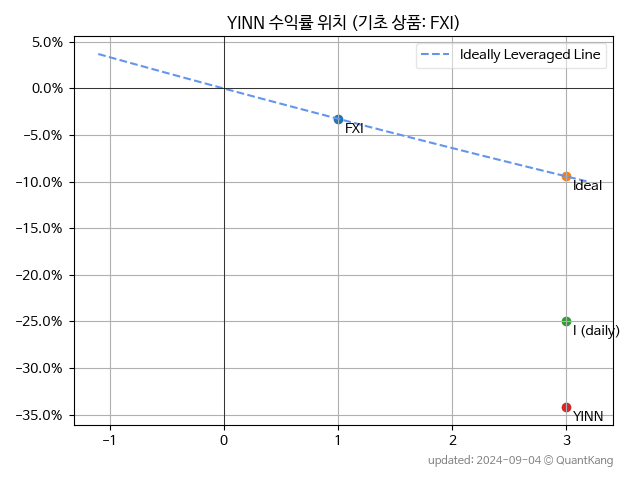 YINN 수익률 위치 (기초 상품: FXI)
5.0%
0.0%
−5.0%
−10.0%
−15.0%
−20.0%
−25.0%
−30.0%
−35.0%
Ideally Leveraged Line
FXI
Ideal
I (daily)
YINN
−1 0 1 2 3
updated: 2024-09-04 © QuantKang